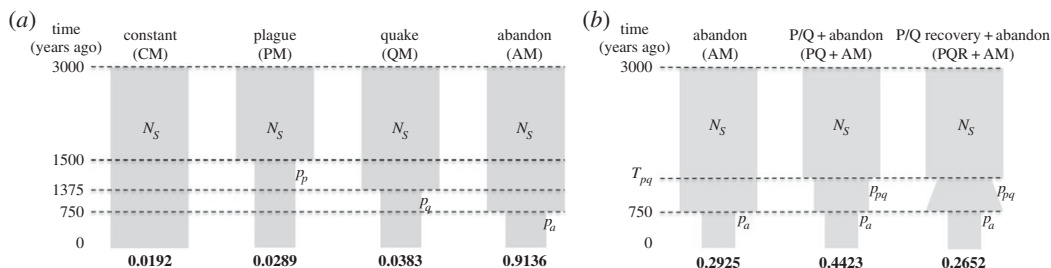 (a)
time
(years ago)
constant
(CM)
plague
(PM)
quake
(QM)
abandon
(AM)
3000
N_S
N_S
N_S
N_S
1500
p_p
1375
p_q
750
p_a
0
0.0192
0.0289
0.0383
0.9136
(b)
time
(years ago)
abandon
(AM)
P/Q + abandon
(PQ + AM)
P/Q recovery + abandon
(PQR + AM)
3000
N_S
N_S
N_S
T_pq
p_pq
p_pq
750
p_a
p_a
p_a
0
0.2925
0.4423
0.2652